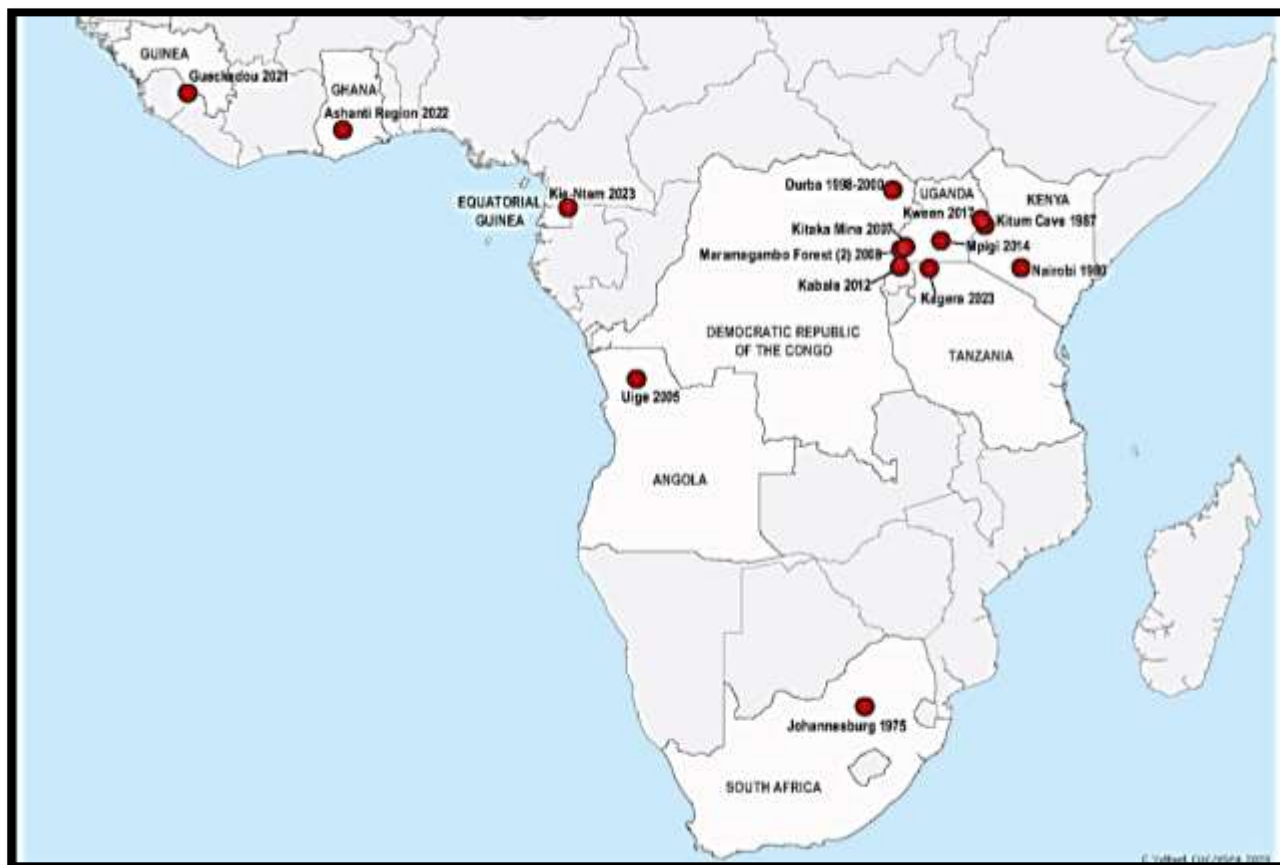 GUINEA
Gueckedou 2021
GHANA
Ashanti Region 2022
EQUATORIAL
GUINEA
Kie-Ntem 2023
Durba 1998-2000
UGANDA
KENYA
Kween 2017
Kitum Cave 1987
Kitaka Mine 2007
Mpigi 2014
Maramagambo Forest (2) 2008
Nairobi 1980
Kabale 2012
Kagera 2023
DEMOCRATIC REPUBLIC
OF THE CONGO
TANZANIA
Uige 2005
ANGOLA
Johannesburg 1975
SOUTH AFRICA